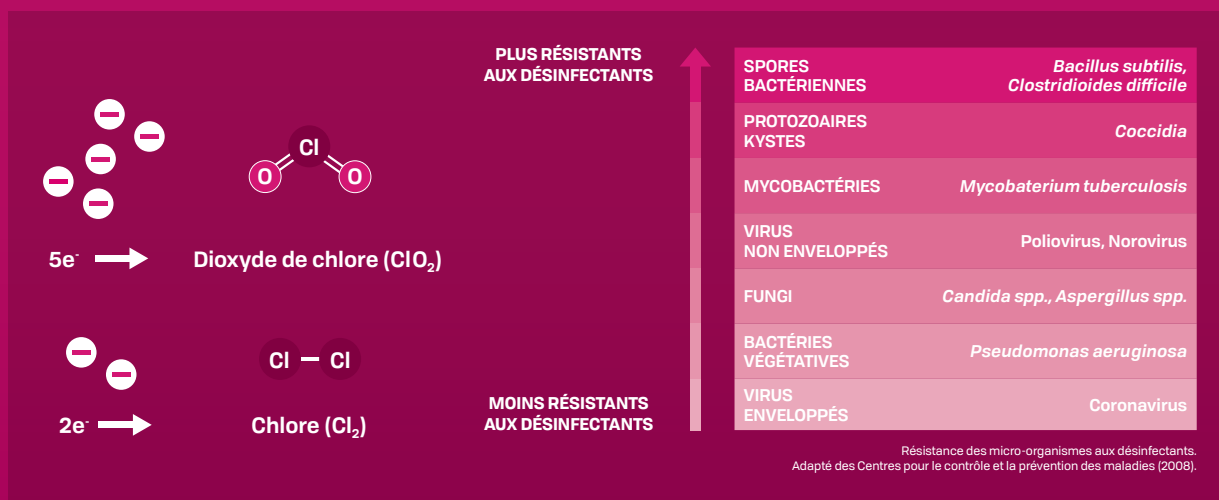 Cl
O O
5e⁻
Dioxyde de chlore (ClO₂)
Cl – Cl
2e⁻
Chlore (Cl₂)
PLUS RÉSISTANTS
AUX DÉSINFECTANTS
MOINS RÉSISTANTS
AUX DÉSINFECTANTS
SPORES
BACTÉRIENNES
Bacillus subtilis,
Clostridioides difficile
PROTOZOAIRES
KYSTES
Coccidia
MYCOBACTÉRIES
Mycobaterium tuberculosis
VIRUS
NON ENVELOPPÉS
Poliovirus, Norovirus
FUNGI
Candida spp., Aspergillus spp.
BACTÉRIES
VÉGÉTATIVES
Pseudomonas aeruginosa
VIRUS
ENVELOPPÉS
Coronavirus
Résistance des micro-organismes aux désinfectants.
Adapté des Centres pour le contrôle et la prévention des maladies (2008).